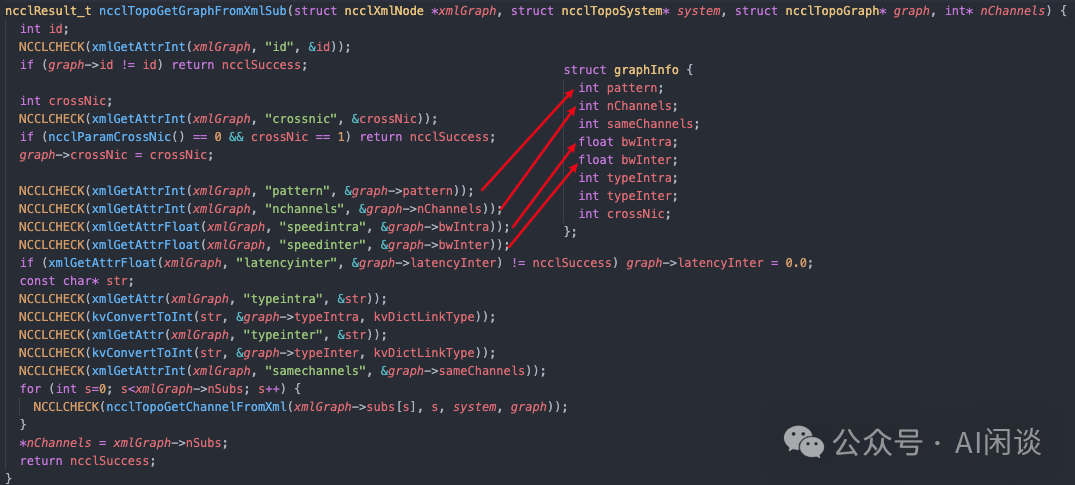 ncclResult_t ncclTopoGetGraphFromXmlSub(struct ncclXmlNode *xmlGraph, struct ncclTopoSystem* system, struct ncclTopoGraph* graph, int* nChannels) {
  int id;
  NCCLCHECK(xmlGetAttrInt(xmlGraph, "id", &id));
  if (graph->id != id) return ncclSuccess;

  int crossNic;
  NCCLCHECK(xmlGetAttrInt(xmlGraph, "crossnic", &crossNic));
  if (ncclParamCrossNic() == 0 && crossNic == 1) return ncclSuccess;
  graph->crossNic = crossNic;

  NCCLCHECK(xmlGetAttrInt(xmlGraph, "pattern", &graph->pattern));
  NCCLCHECK(xmlGetAttrInt(xmlGraph, "nchannels", &graph->nChannels));
  NCCLCHECK(xmlGetAttrFloat(xmlGraph, "speedintra", &graph->bwIntra));
  NCCLCHECK(xmlGetAttrFloat(xmlGraph, "speedinter", &graph->bwInter));
  if (xmlGetAttrFloat(xmlGraph, "latencyinter", &graph->latencyInter) != ncclSuccess) graph->latencyInter = 0.0;
  const char* str;
  NCCLCHECK(xmlGetAttr(xmlGraph, "typeintra", &str));
  NCCLCHECK(kvConvertToInt(str, &graph->typeIntra, kvDictLinkType));
  NCCLCHECK(xmlGetAttr(xmlGraph, "typeinter", &str));
  NCCLCHECK(kvConvertToInt(str, &graph->typeInter, kvDictLinkType));
  NCCLCHECK(xmlGetAttrInt(xmlGraph, "samechannels", &graph->sameChannels));
  for (int s=0; s<xmlGraph->nSubs; s++) {
    NCCLCHECK(ncclTopoGetChannelFromXml(xmlGraph->subs[s], s, system, graph));
  }
  *nChannels = xmlGraph->nSubs;
  return ncclSuccess;
}
struct graphInfo {
  int pattern;
  int nChannels;
  int sameChannels;
  float bwIntra;
  float bwInter;
  int typeIntra;
  int typeInter;
  int crossNic;
};
公众号 · AI闲谈